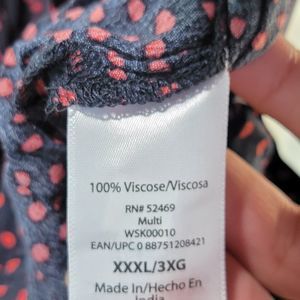 100% Viscose/Viscosa
RN# 52469
Multi
WSK00010
EAN/UPC 0 88751208421
XXXL/3XG
Made In/Hecho En
India